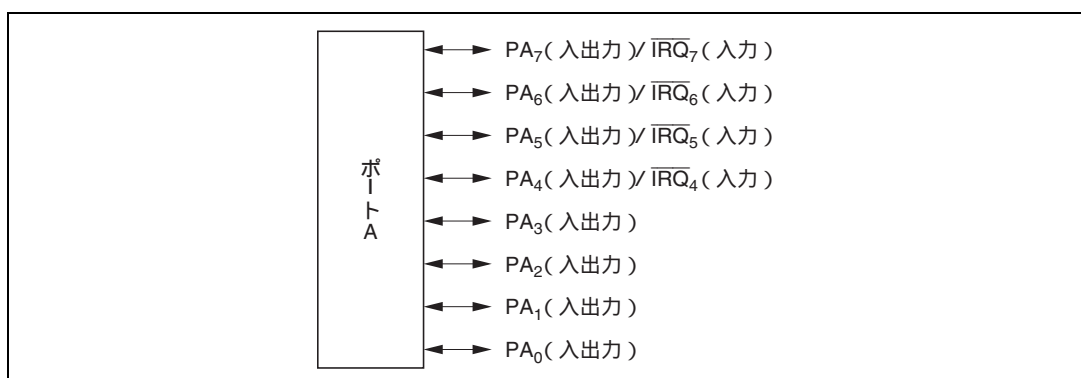 ポートA
PA7(入出力)/ IRQ7(入力)
PA6(入出力)/ IRQ6(入力)
PA5(入出力)/ IRQ5(入力)
PA4(入出力)/ IRQ4(入力)
PA3(入出力)
PA2(入出力)
PA1(入出力)
PA0(入出力)